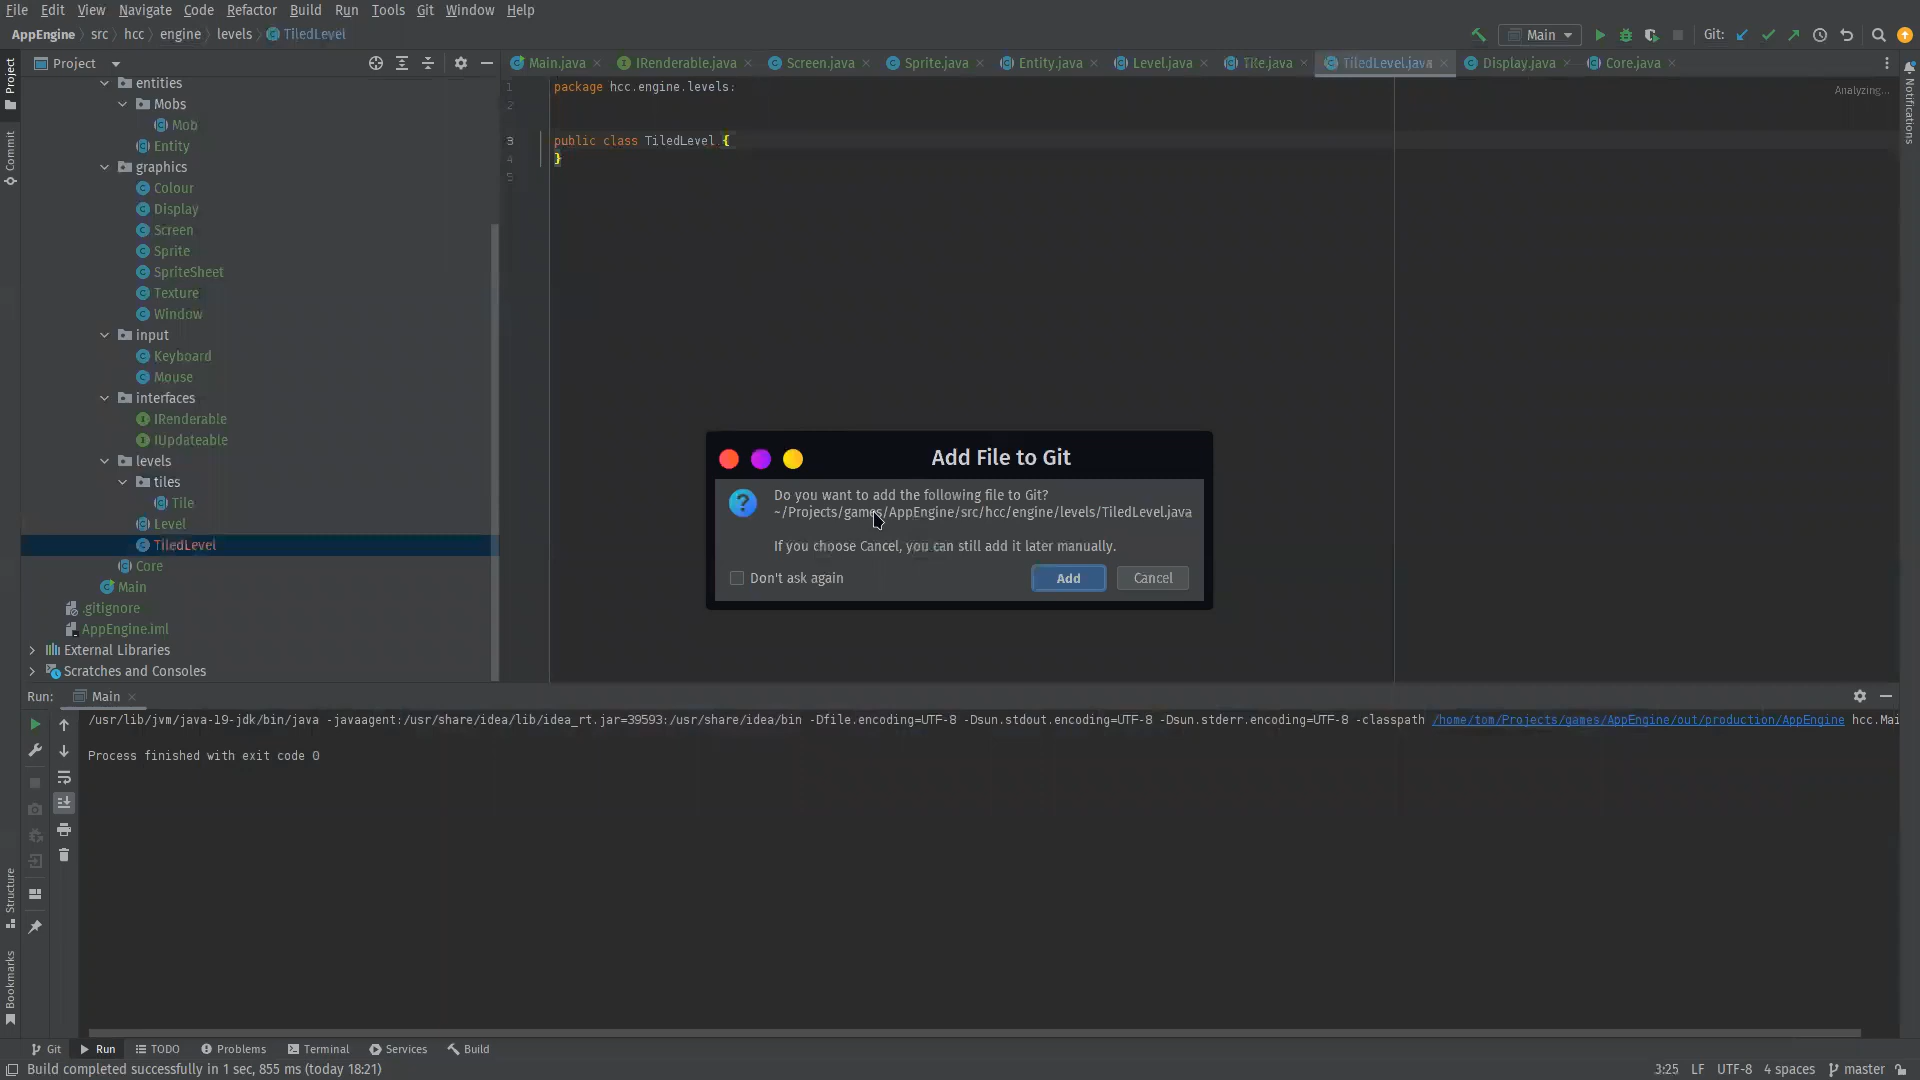 File Edit View Navigate Code Refactor Build Run Tools Git Window Help
AppEngine src hcc engine levels TiledLevel
Main Git:
Project
Main.java IRenderable.java Screen.java Sprite.java Entity.java Level.java Tile.java TiledLevel.java Display.java Core.java
Project
Commit
Structure
Bookmarks
Notifications
entities
Mobs
Mob
Entity
graphics
Colour
Display
Screen
Sprite
SpriteSheet
Texture
Window
input
Keyboard
Mouse
interfaces
IRenderable
IUpdateable
levels
tiles
Tile
Level
TiledLevel
Core
Main
.gitignore
AppEngine.iml
External Libraries
Scratches and Consoles
1 package hcc.engine.levels;
2
3 public class TiledLevel {
4 }
5
Analyzing...
Add File to Git
Do you want to add the following file to Git?
~/Projects/games/AppEngine/src/hcc/engine/levels/TiledLevel.java
If you choose Cancel, you can still add it later manually.
Don't ask again Add Cancel
Run: Main
/usr/lib/jvm/java-19-jdk/bin/java -javaagent:/usr/share/idea/lib/idea_rt.jar=39593:/usr/share/idea/bin -Dfile.encoding=UTF-8 -Dsun.stdout.encoding=UTF-8 -Dsun.stderr.encoding=UTF-8 -classpath /home/tom/Projects/games/AppEngine/out/production/AppEngine hcc.Mai
Process finished with exit code 0
Git Run TODO Problems Terminal Services Build
Build completed successfully in 1 sec, 855 ms (today 18:21)
3:25 LF UTF-8 4 spaces master